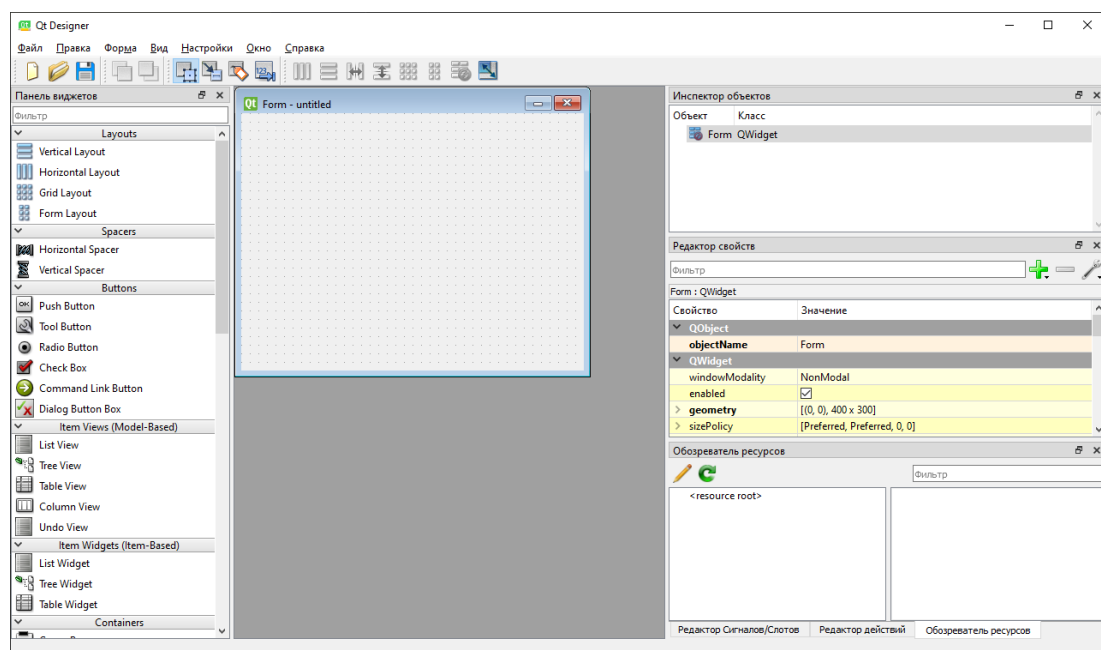 Qt Designer
Файл Правка Форма Вид Настройки Окно Справка
Панель виджетов
Фильтр
Layouts
Vertical Layout
Horizontal Layout
Grid Layout
Form Layout
Spacers
Horizontal Spacer
Vertical Spacer
Buttons
OK Push Button
Tool Button
Radio Button
Check Box
Command Link Button
Dialog Button Box
Item Views (Model-Based)
List View
Tree View
Table View
Column View
Undo View
Item Widgets (Item-Based)
List Widget
Tree Widget
Table Widget
Containers
Qt Form - untitled
Инспектор объектов
Объект Класс
Form QWidget
Редактор свойств
Фильтр
Form : QWidget
Свойство Значение
QObject
objectName Form
QWidget
windowModality NonModal
enabled
geometry [(0, 0), 400 x 300]
sizePolicy [Preferred, Preferred, 0, 0]
Обозреватель ресурсов
Фильтр
<resource root>
Редактор Сигналов/Слотов Редактор действий Обозреватель ресурсов